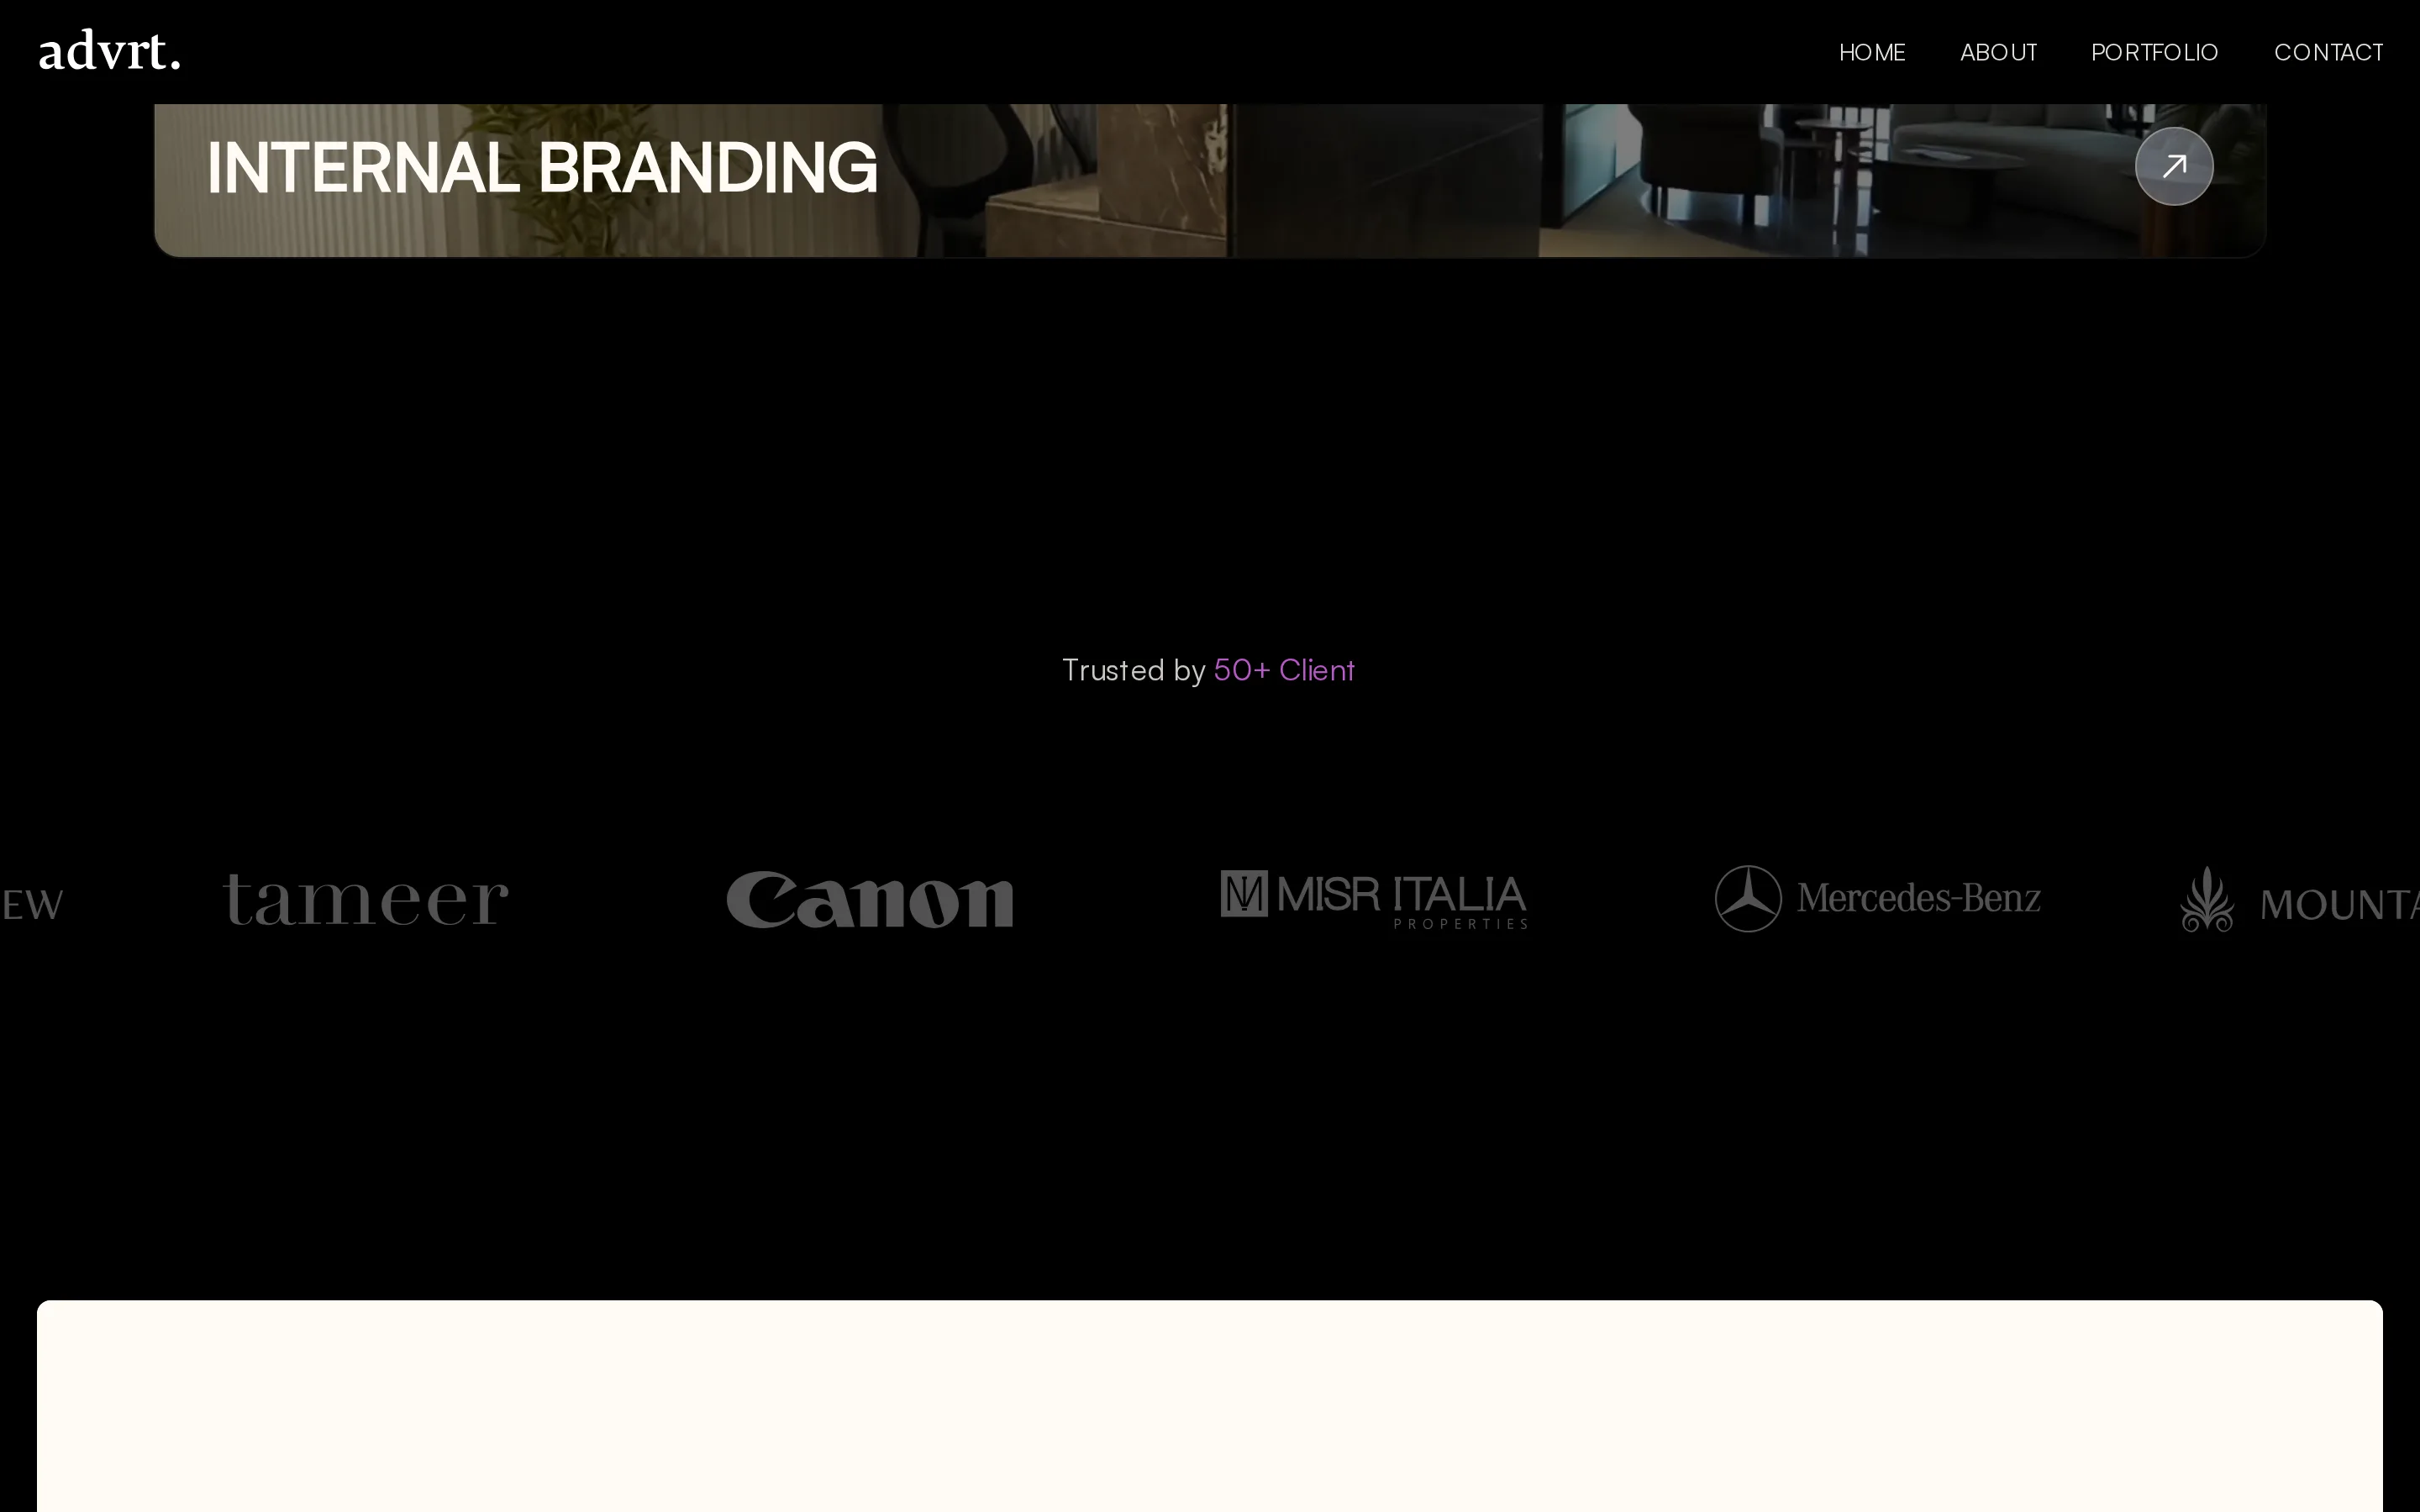 advrt.
HOME ABOUT PORTFOLIO CONTACT
INTERNAL BRANDING
Trusted by 50+ Client
EW tameer Canon MISR ITALIA PROPERTIES Mercedes-Benz MOUNTA